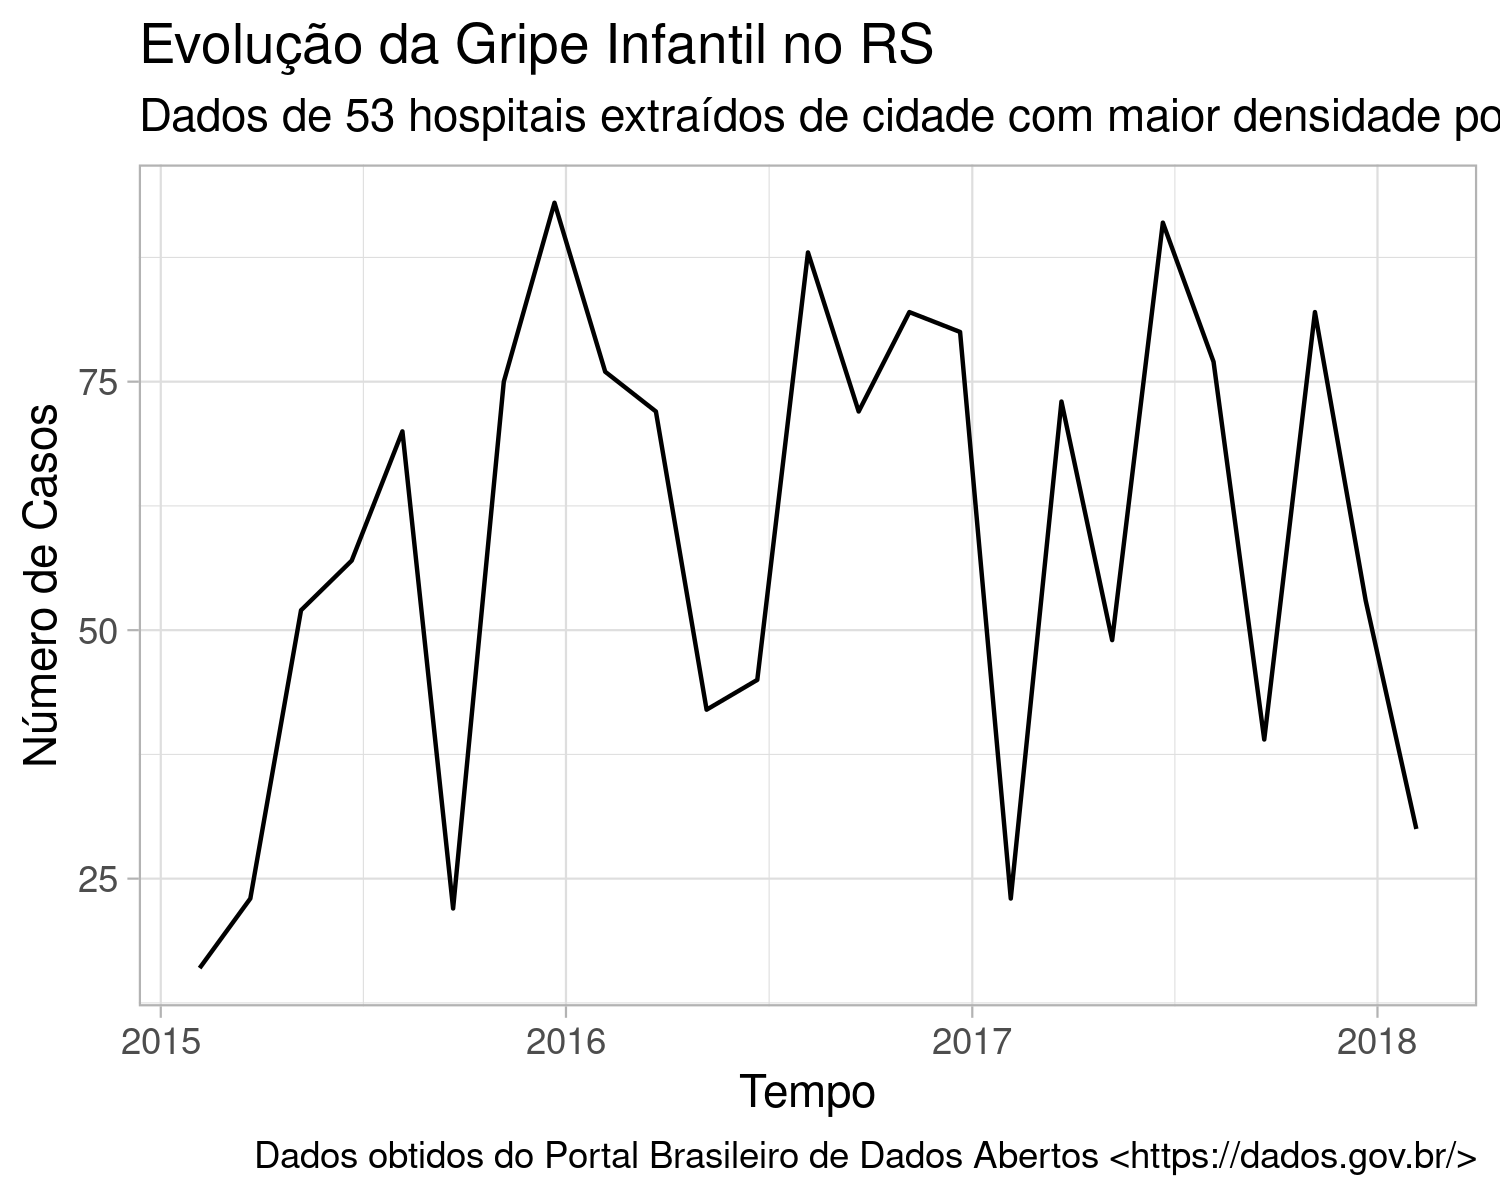 Evolução da Gripe Infantil no RS
Dados de 53 hospitais extraídos de cidade com maior densidade
75
50
25
Número de Casos
2015 2016 2017 2018
Tempo
Dados obtidos do Portal Brasileiro de Dados Abertos <https://dados.gov.br/>